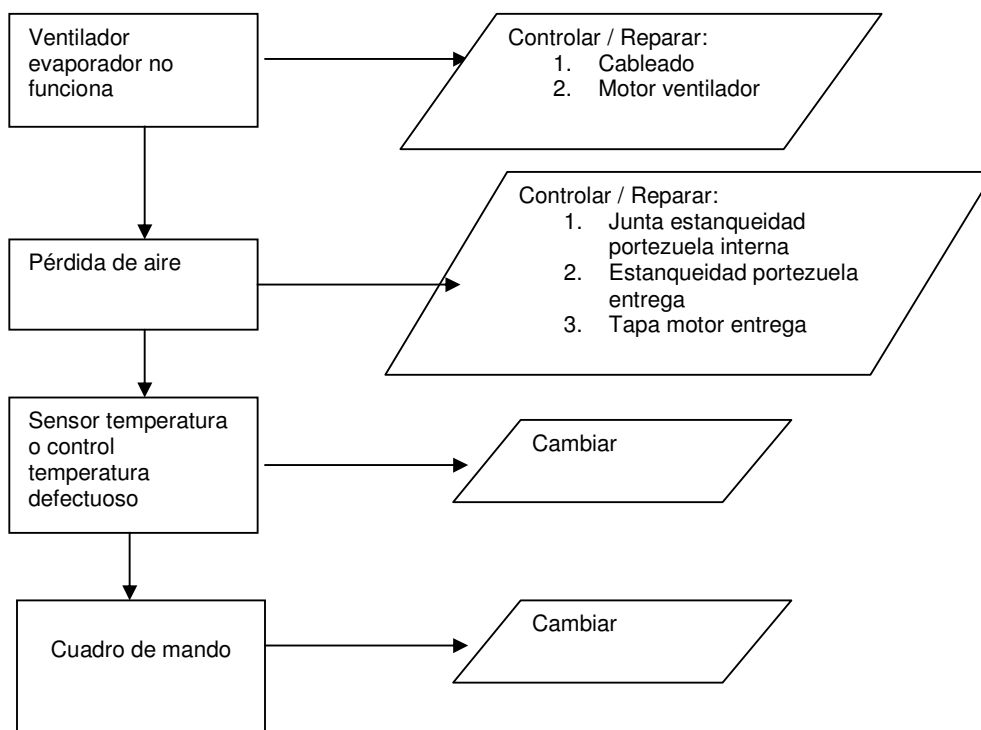 Ventilador
evaporador no
funciona
Controlar / Reparar:
1. Cableado
2. Motor ventilador
Pérdida de aire
Controlar / Reparar:
1. Junta estanqueidad
portezuela interna
2. Estanqueidad portezuela
entrega
3. Tapa motor entrega
Sensor temperatura
o control
temperatura
defectuoso
Cambiar
Cuadro de mando
Cambiar